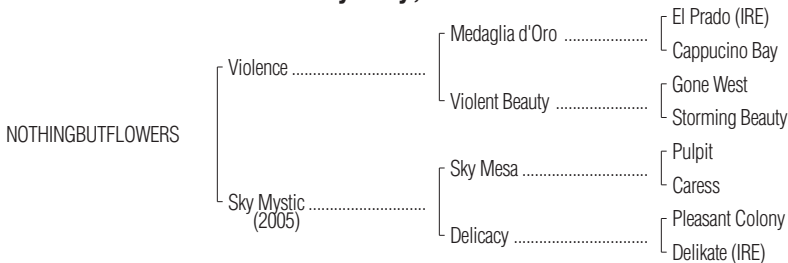 El Prado (IRE)
Medaglia d'Oro ......................
Cappucino Bay
Violence ...................................
Gone West
Violent Beauty ........................
Storming Beauty
NOTHINGBUTFLOWERS
Pulpit
Sky Mesa ................................
Caress
Sky Mystic ..............................
(2005)
Pleasant Colony
Delicacy ...................................
Delikate (IRE)